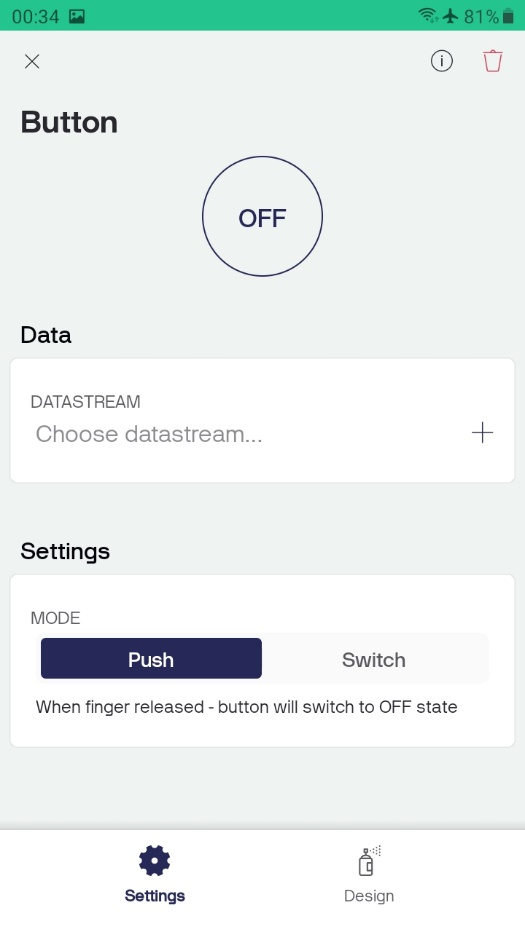 00:34 81%
Button
OFF
Data
DATASTREAM
Choose datastream...
Settings
MODE
Push Switch
When finger released - button will switch to OFF state
Settings Design